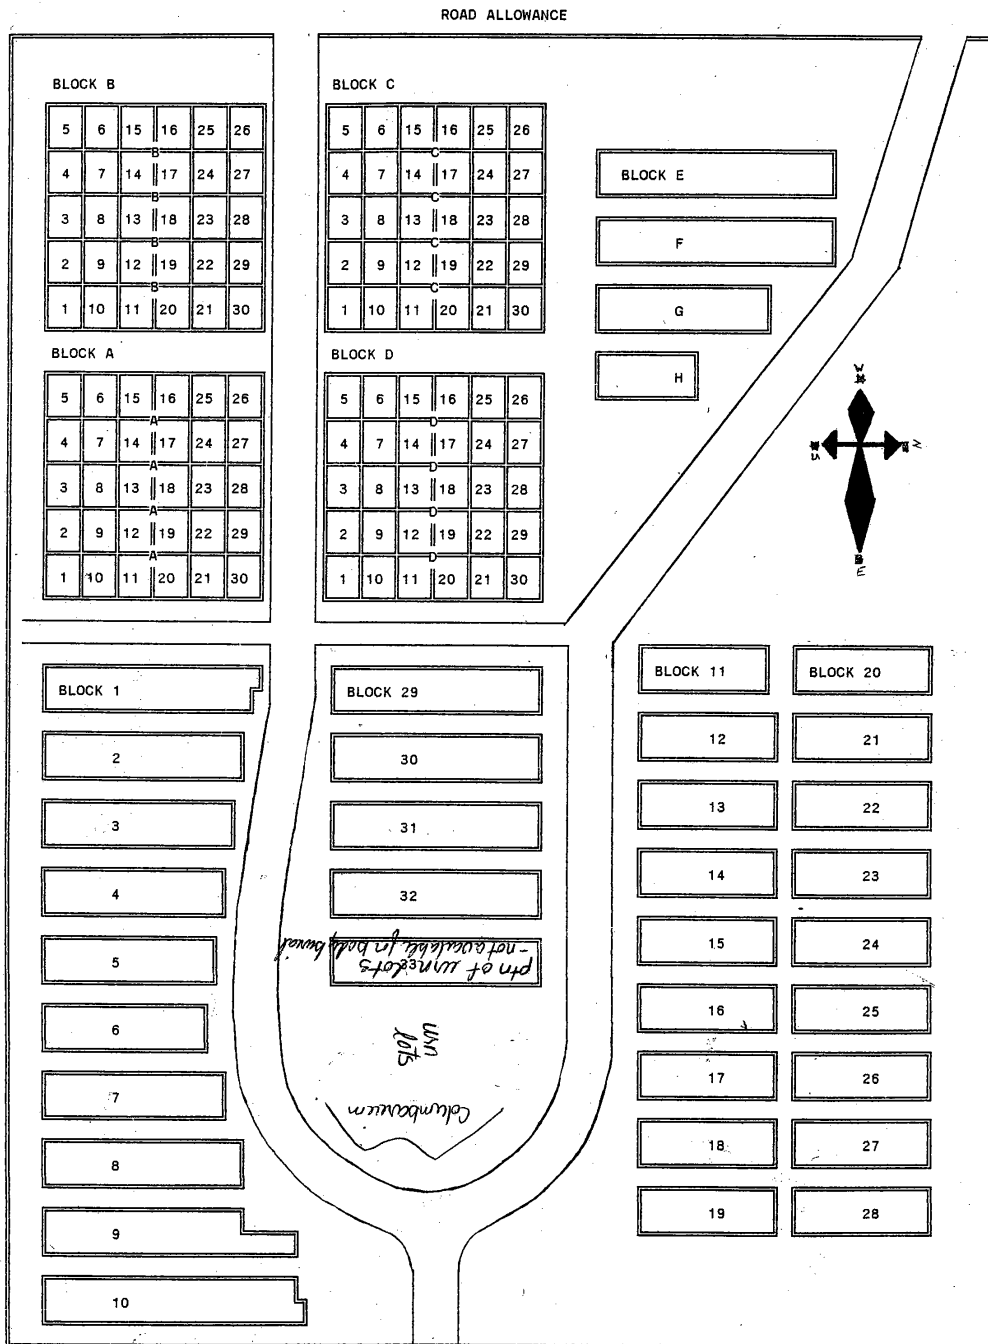 ROAD ALLOWANCE
BLOCK B BLOCK C
5 6 15 16 25 26 5 6 15 16 25 26
B C
4 7 14 17 24 27 4 7 14 17 24 27
BLOCK E
B C
3 8 13 18 23 28 3 8 13 18 23 28
B C
F
2 9 12 19 22 29 2 9 12 19 22 29
B C
1 10 11 20 21 30 1 10 11 20 21 30
G
BLOCK A BLOCK D
H
5 6 15 16 25 26 5 6 15 16 25 26
A D
4 7 14 17 24 27 4 7 14 17 24 27
A D
3 8 13 18 23 28 3 8 13 18 23 28
A D
2 9 12 19 22 29 2 9 12 19 22 29
A D
1 10 11 20 21 30 1 10 11 20 21 30
W
S N
E
BLOCK 1 BLOCK 29 BLOCK 11 BLOCK 20
2 30 12 21
3 31 13 22
4 32 14 23
5 33 15 24
ptn of urn lots
- not available for body burial
6 16 25
urn
lots
7 17 26
Columbarium
8 18 27
9 19 28
10